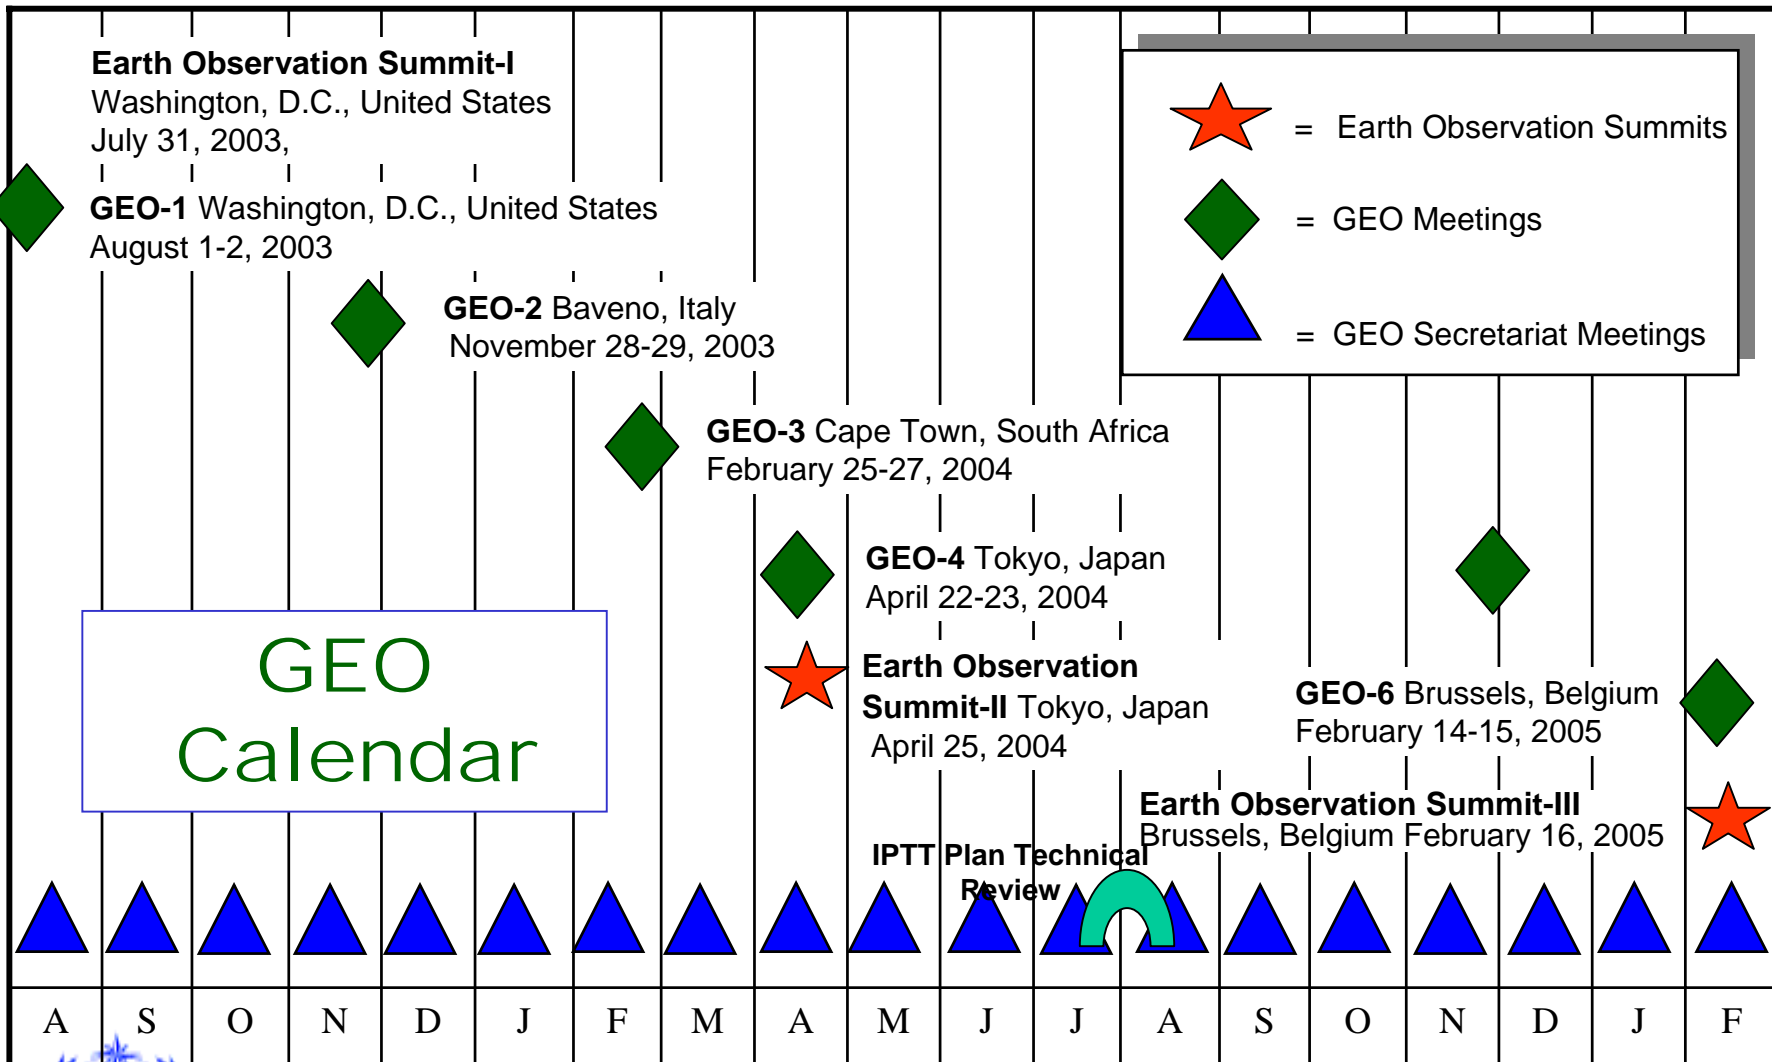 Earth Observation Summit-I
Washington, D.C., United States
July 31, 2003,
GEO-1 Washington, D.C., United States
August 1-2, 2003
= Earth Observation Summits
= GEO Meetings
= GEO Secretariat Meetings
GEO-2 Baveno, Italy
November 28-29, 2003
GEO-3 Cape Town, South Africa
February 25-27, 2004
GEO-4 Tokyo, Japan
April 22-23, 2004
Earth Observation
Summit-II Tokyo, Japan
April 25, 2004
GEO-6 Brussels, Belgium
February 14-15, 2005
Earth Observation Summit-III
Brussels, Belgium February 16, 2005
GEO
Calendar
IPTT Plan Technical
Review
A S O N D J F M A M J J A S O N D J F